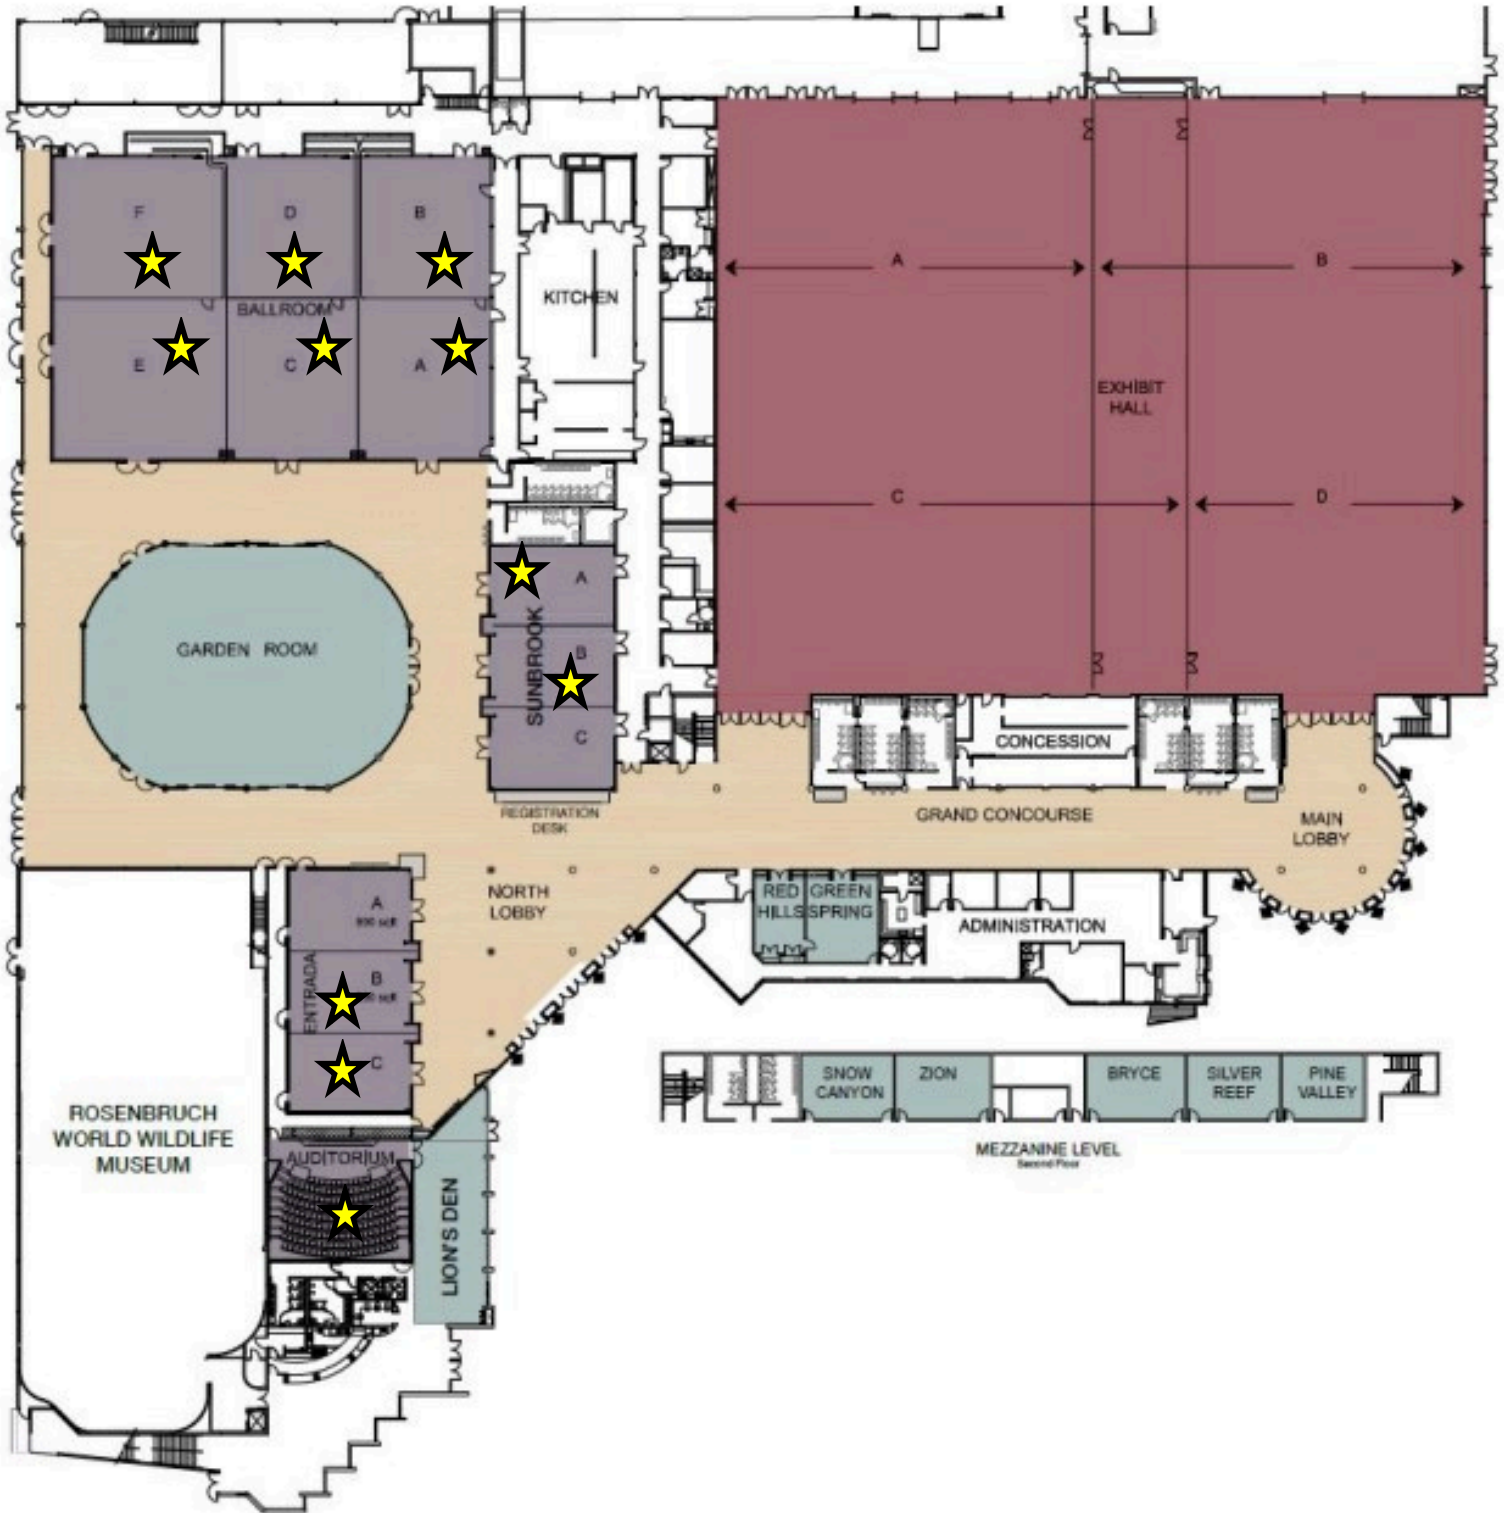 F
D
B
BALLROOM
E
C
A
KITCHEN
A
B
EXHIBIT
HALL
C
D
GARDEN ROOM
SUNBROOK
A
B
C
REGISTRATION
DESK
CONCESSION
GRAND CONCOURSE
MAIN
LOBBY
NORTH
LOBBY
ENTRADA
A
B
C
RED
HILLS
GREEN
SPRING
ADMINISTRATION
SNOW
CANYON
ZION
BRYCE
SILVER
REEF
PINE
VALLEY
MEZZANINE LEVEL
Second Floor
ROSENBRUCH
WORLD WILDLIFE
MUSEUM
AUDITORIUM
LION'S DEN